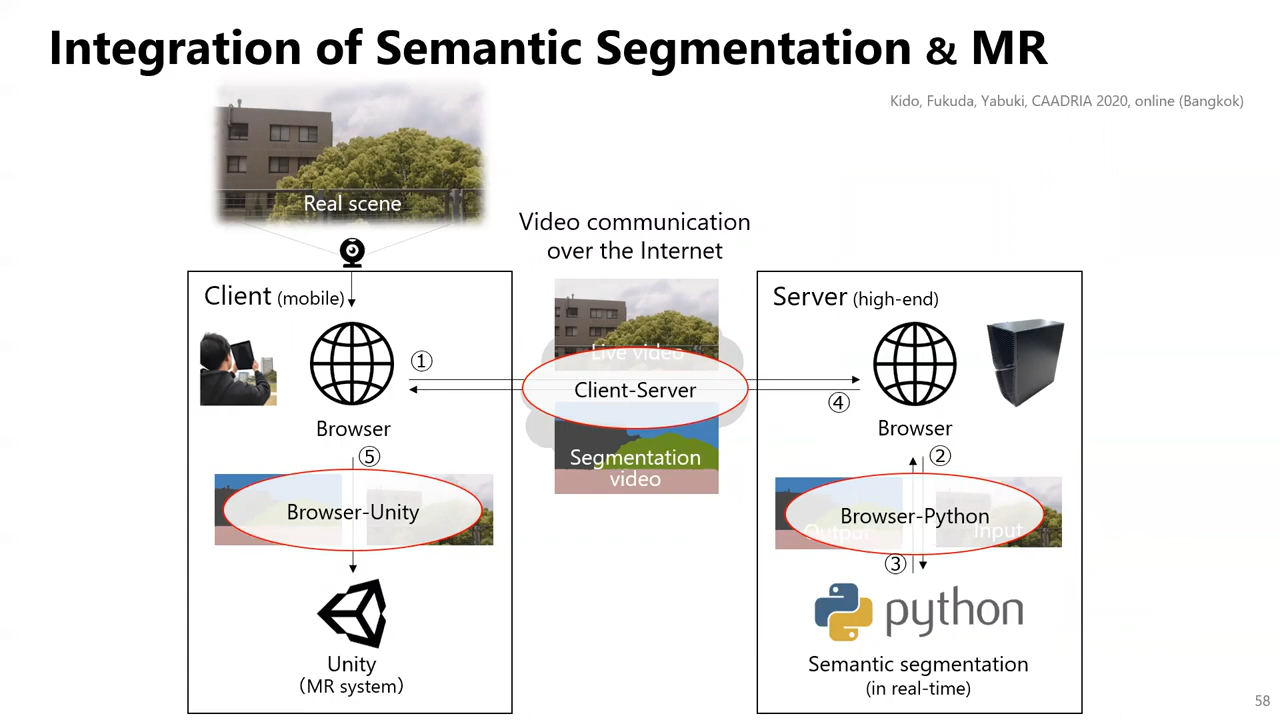 Integration of Semantic Segmentation & MR
Kido, Fukuda, Yabuki, CAADRIA 2020, online (Bangkok)
Real scene
Video communication
over the Internet
Client (mobile)
Server (high-end)
Live video
①
Client-Server
④
Browser
Browser
Segmentation
video
⑤
②
Browser-Unity
Browser-Python
Output
Input
③
python
Unity
(MR system)
Semantic segmentation
(in real-time)
58